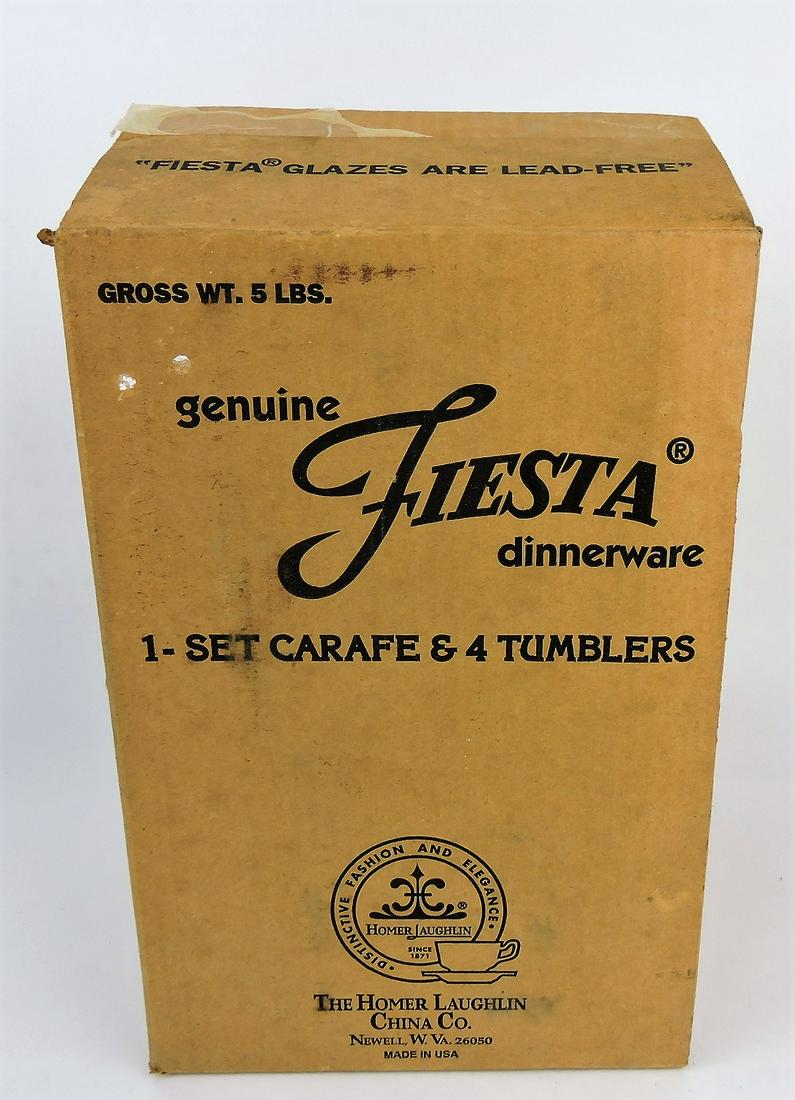 “FIESTA® GLAZES ARE LEAD-FREE”
GROSS WT. 5 LBS.
genuine
FIESTA®
dinnerware
1- SET CARAFE & 4 TUMBLERS
• DISTINCTIVE FASHION AND ELEGANCE •
®
HOMER LAUGHLIN
SINCE
1871
THE HOMER LAUGHLIN
CHINA CO.
NEWELL, W. VA. 26050
MADE IN USA